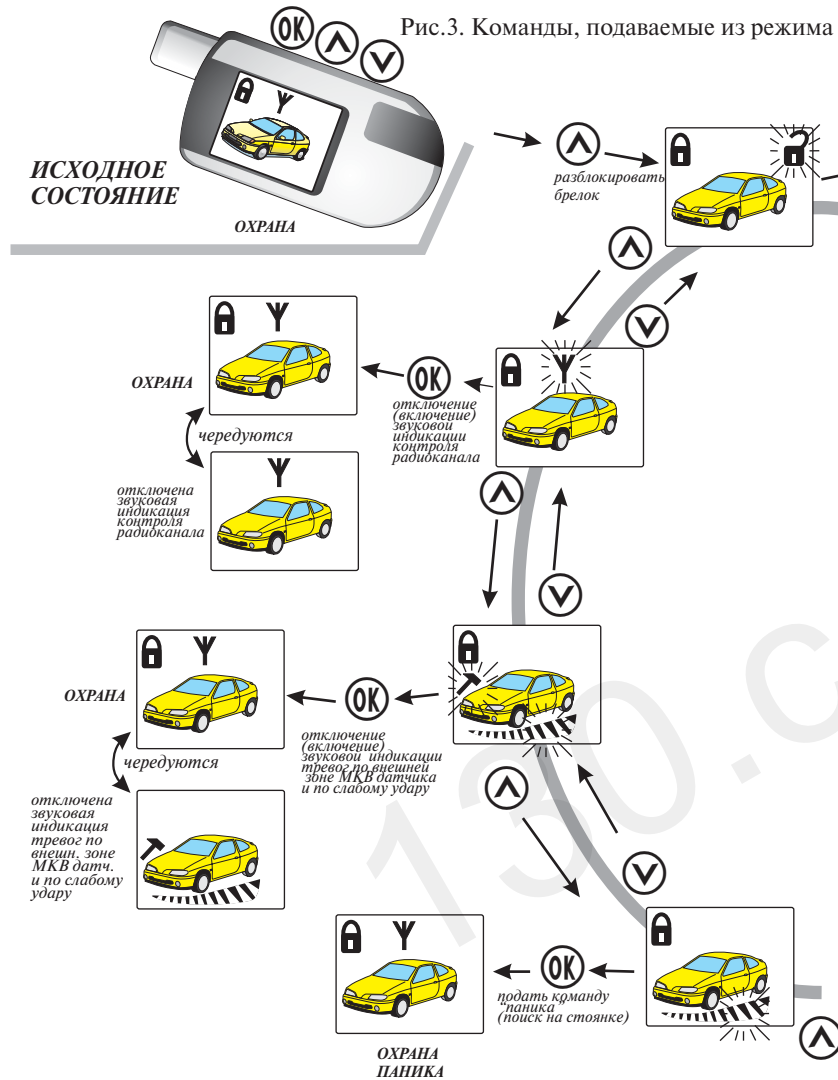 Рис.3. Команды, подаваемые из режима
OK
ИСХОДНОЕ
СОСТОЯНИЕ
ОХРАНА
разблокировать
брелок
ОХРАНА
OK
отключение
(включение)
звуковой
индикации
контроля
радиоканала
чередуются
отключена
звуковая
индикация
контроля
радиоканала
ОХРАНА
OK
отключение
(включение)
звуковой индикации
тревог по внешней
зоне МКВ датчика
и по слабому удару
чередуются
отключена
звуковая
индикация
тревог по
внешн. зоне
МКВ датч.
и по слабому
удару
OK
подать команду
"паника"
(поиск на стоянке)
ОХРАНА
ПАНИКА
130.c